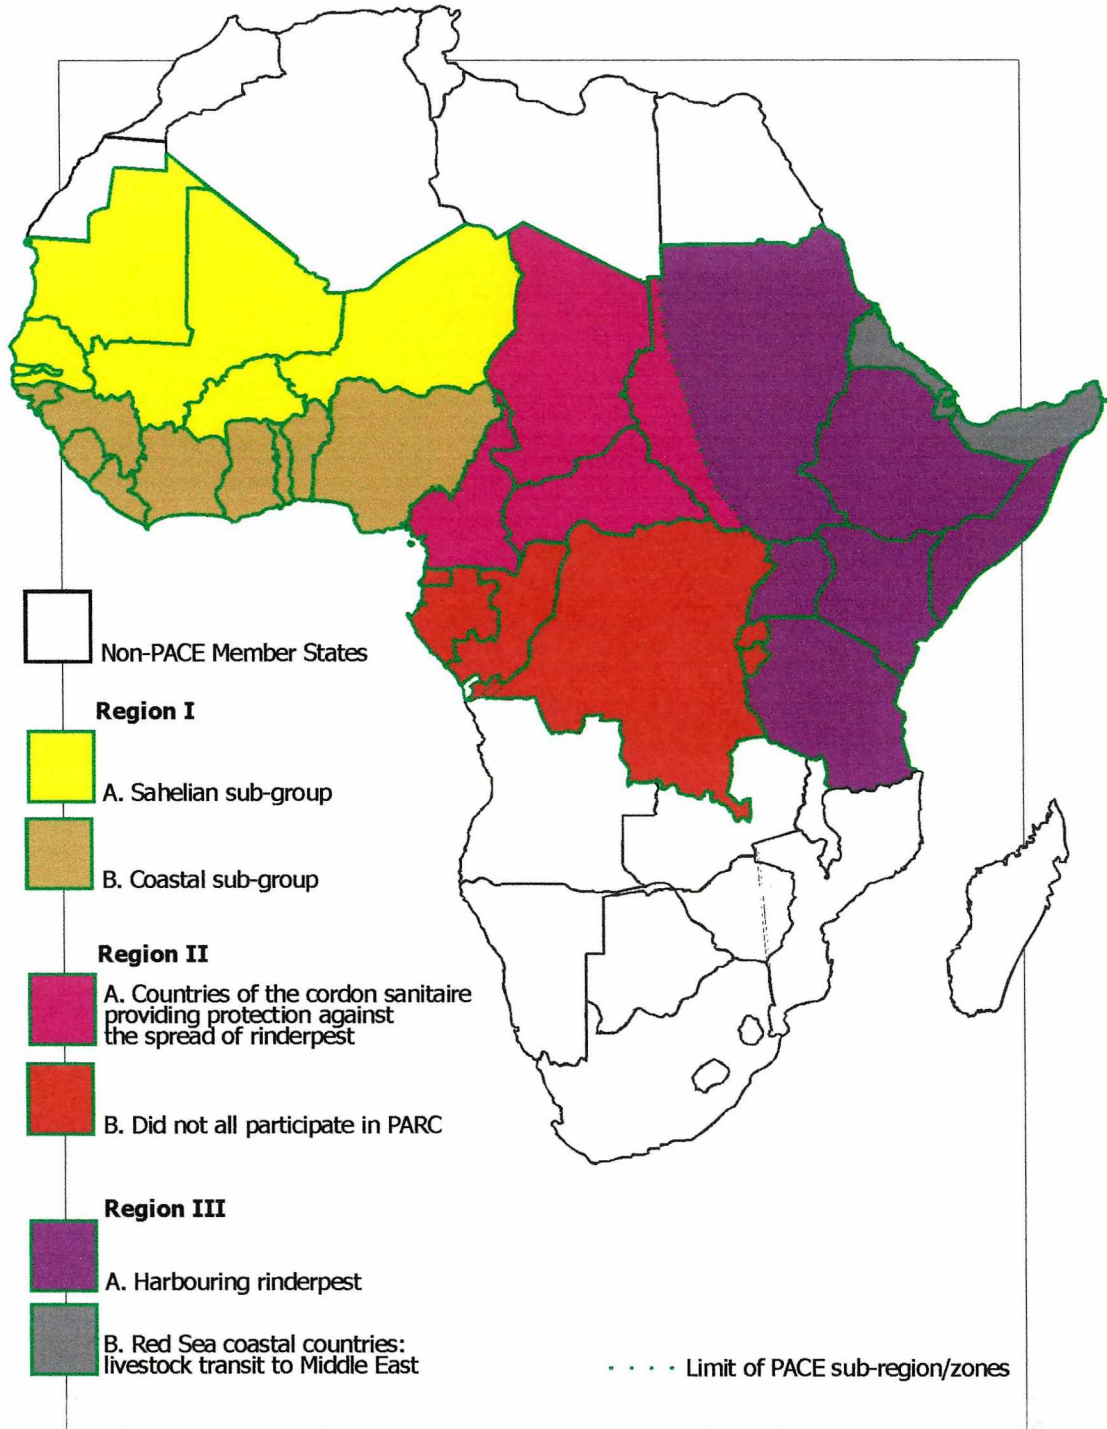 Non-PACE Member States
Region I
A. Sahelian sub-group
B. Coastal sub-group
Region II
A. Countries of the cordon sanitaire
providing protection against
the spread of rinderpest
B. Did not all participate in PARC
Region III
A. Harbouring rinderpest
B. Red Sea coastal countries:
livestock transit to Middle East
Limit of PACE sub-region/zones